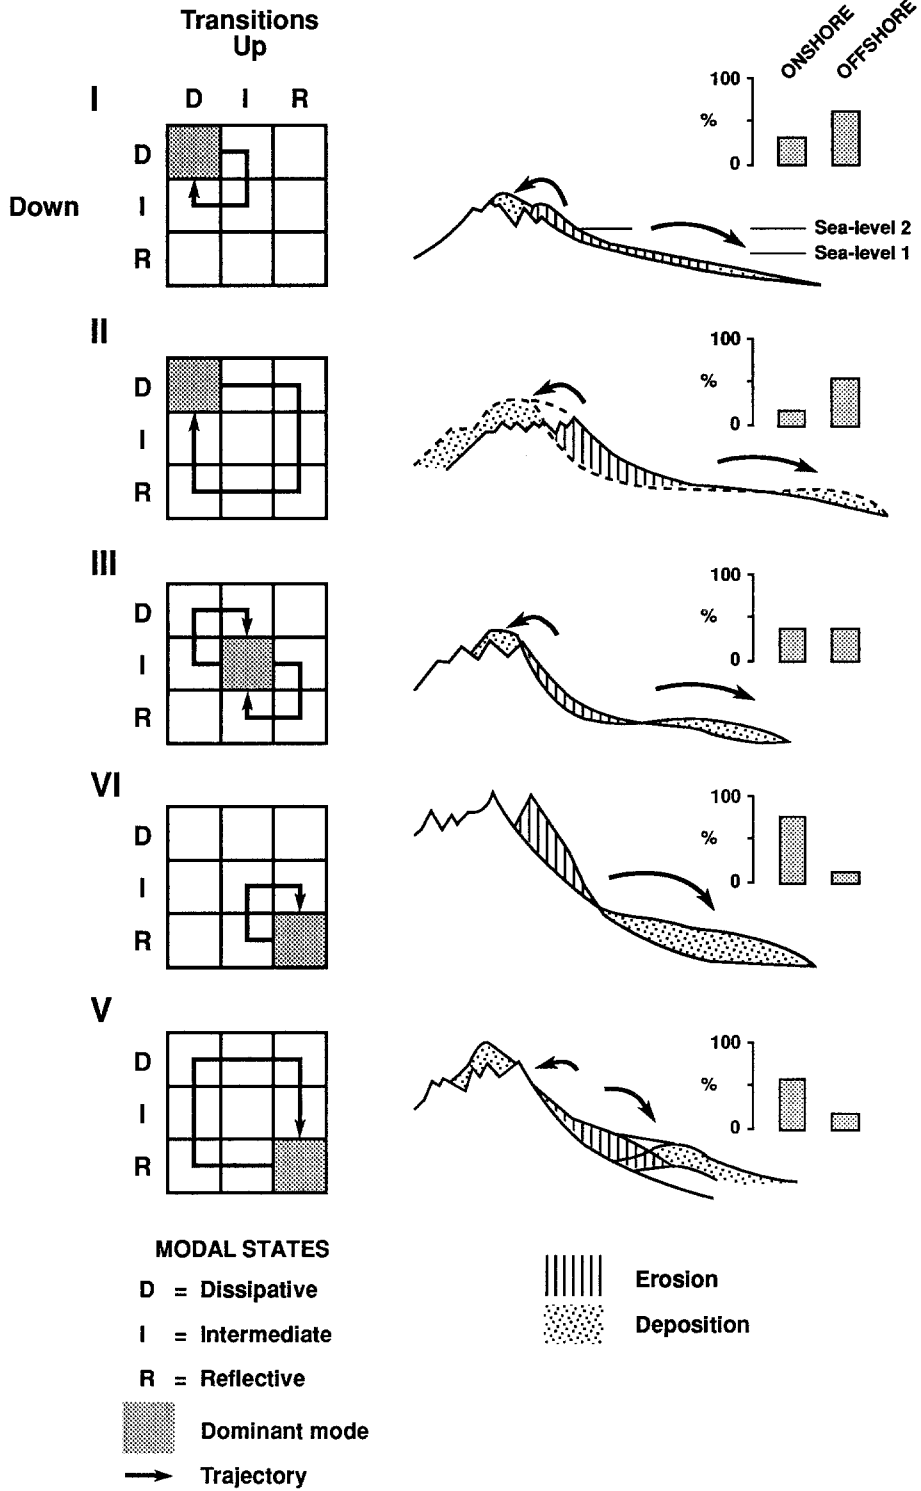 Transitions
Up
ONSHORE
OFFSHORE
I
D I R
D
Down
I
R
100
%
0
Sea-level 2
Sea-level 1
II
D
I
R
100
%
0
III
D
I
R
100
%
0
VI
D
I
R
100
%
0
V
D
I
R
100
%
0
MODAL STATES
D = Dissipative
I = Intermediate
R = Reflective
Dominant mode
Trajectory
Erosion
Deposition